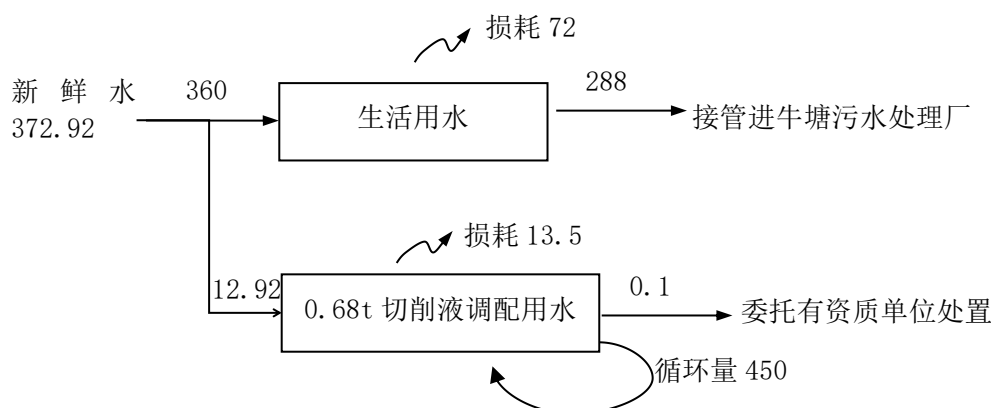 损耗 72
新鲜水
372.92
360
生活用水
288
接管进牛塘污水处理厂
损耗 13.5
12.92
0.68t 切削液调配用水
0.1
委托有资质单位处置
循环量 450